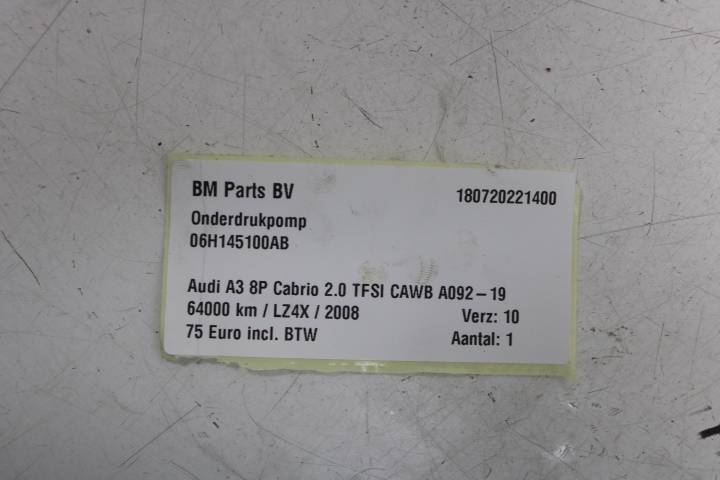 BM Parts BV 180720221400
Onderdrukpomp
06H145100AB
Audi A3 8P Cabrio 2.0 TFSI CAWB A092-19
64000 km / LZ4X / 2008 Verz: 10
75 Euro incl. BTW Aantal: 1